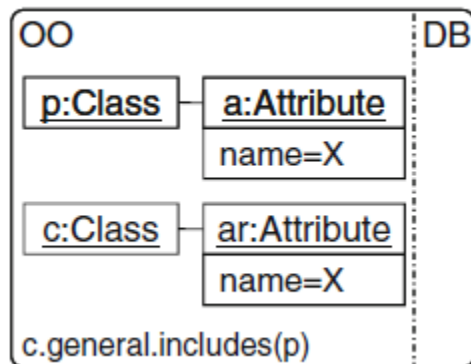 OO
DB
p:Class
a:Attribute
name=X
c:Class
ar:Attribute
name=X
c.general.includes(p)